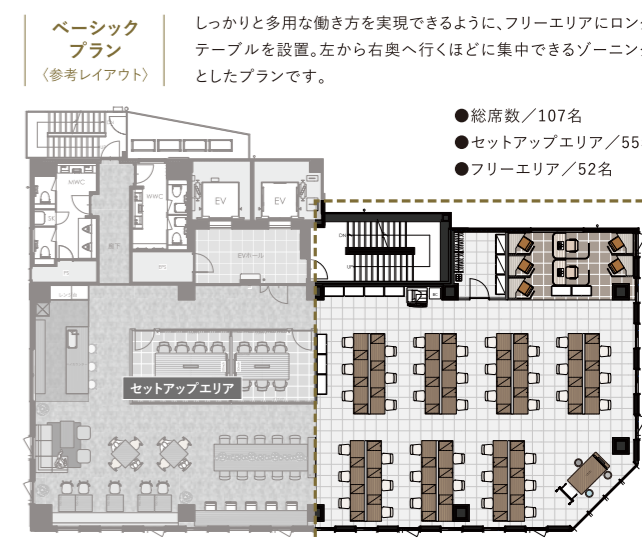 ベーシック
プラン
〈参考レイアウト〉
しっかりと多用な働き方を実現できるように、フリーエリアにロン
テーブルを設置。左から右奥へ行くほどに集中できるゾーニン
としたプランです。
●総席数／107名
●セットアップエリア／55
●フリーエリア／52名
MWC
WWC
EV
EV
EVホール
廊下
DN
UP
セットアップエリア